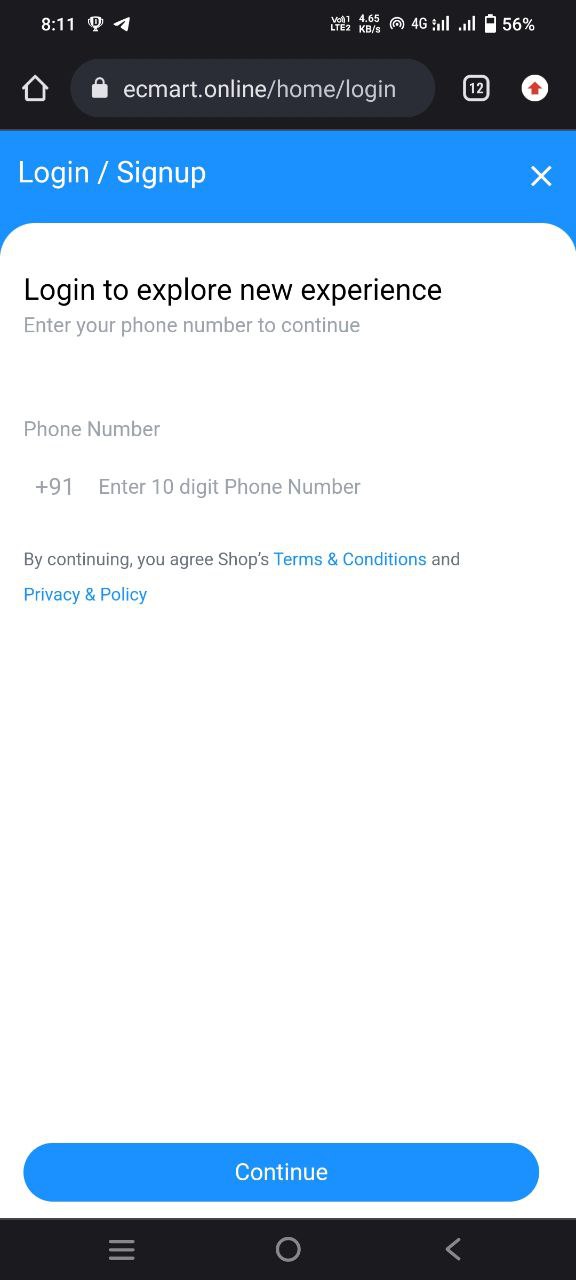 8:11 Vo)) 1 LTE2 4.65 KB/s 4G 56%
ecmart.online/home/login 12
Login / Signup
Login to explore new experience
Enter your phone number to continue
Phone Number
+91 Enter 10 digit Phone Number
By continuing, you agree Shop's Terms & Conditions and
Privacy & Policy
Continue